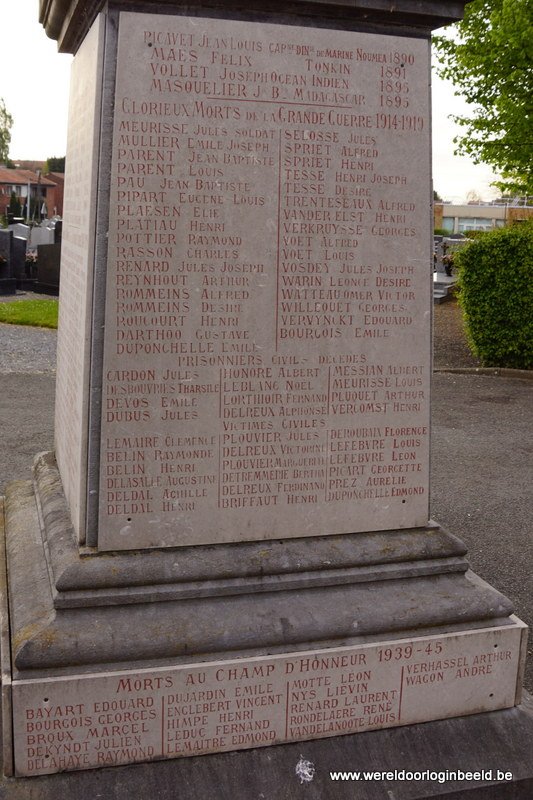 PICAVET JEAN LOUIS CAPNE DINIE DE MARINE NOUMEA 1890
MAES FELIX TONKIN 1891
VOLLET JOSEPH OCEAN INDIEN 1895
MASQUELIER J B MADAGASCAR 1895
GLORIEUX MORTS DE LA GRANDE GUERRE 1914-1919
MEURISSE JULES SOLDAT
MULLIER EMILE JOSEPH
PARENT JEAN BAPTISTE
PARENT LOUIS
PAU JEAN BAPTISTE
PIPART EUGENE LOUIS
PLAESEN ELIE
PLATIAU HENRI
POTTIER RAYMOND
RASSON CHARLES
RENARD JULES JOSEPH
REYNHOUT ARTHUR
ROMMEINS ALFRED
ROMMEINS DESIRE
ROUCOURT HENRI
DARTHOO GUSTAVE
DUPONCHELLE EMILE
SELOSSE JULES
SPRIET ALFRED
SPRIET HENRI
TESSE HENRI JOSEPH
TESSE DESIRE
TRENTESEAUX ALFRED
VANDER ELST HENRI
VERKRUYSSE GEORGES
VOET ALFRED
VOET LOUIS
VOSDEY JULES JOSEPH
WARIN LEONCE DESIRE
WATTEAU OMER VICTOR
WILLEQUET GEORGES
VERVYNCKT EDOUARD
BOURGOIS EMILE
PRISONNIERS CIVILS DECEDES
CARDON JULES
DESBOUVRIES THARSILE
DEVOS EMILE
DUBUS JULES
HONORE ALBERT
LEBLANC NOEL
LORTHIOIR FERNAND
DELREUX ALPHONSE
MESSIAN ALBERT
MEURISSE LOUIS
PLUQUET ARTHUR
VERCOMST HENRI
VICTIMES CIVILES
LEMAIRE CLEMENCE
BELIN RAYMONDE
BELIN HENRI
DELASALLE AUGUSTINE
DELDAL ACHILLE
DELDAL HENRI
PLOUVIER JULES
DELREUX VICTORINE
PLOUVIER MARGUERITE
DETREMMERIE BERTHA
DELREUX FERDINAND
BRIFFAUT HENRI
DEROUBAIX FLORENCE
LEFEBVRE LOUIS
LEFEBVRE LEON
PICART GEORGETTE
PREZ AURELIE
DUPONCHELLE EDMOND
MORTS AU CHAMP D'HONNEUR 1939-45
BAYART EDOUARD
BOURGOIS GEORGES
BROUX MARCEL
DEKYNDT JULIEN
DELAHAYE RAYMOND
DUJARDIN EMILE
ENGLEBERT VINCENT
HIMPE HENRI
LEDUC FERNAND
LEMAITRE EDMOND
MOTTE LEON
NYS LIEVIN
RENARD LAURENT
RONDELAERE RENÉ
VANDELANOOTE LOUIS
VERHASSEL ARTHUR
WAGON ANDRÉ
www.wereldoorloginbeeld.be